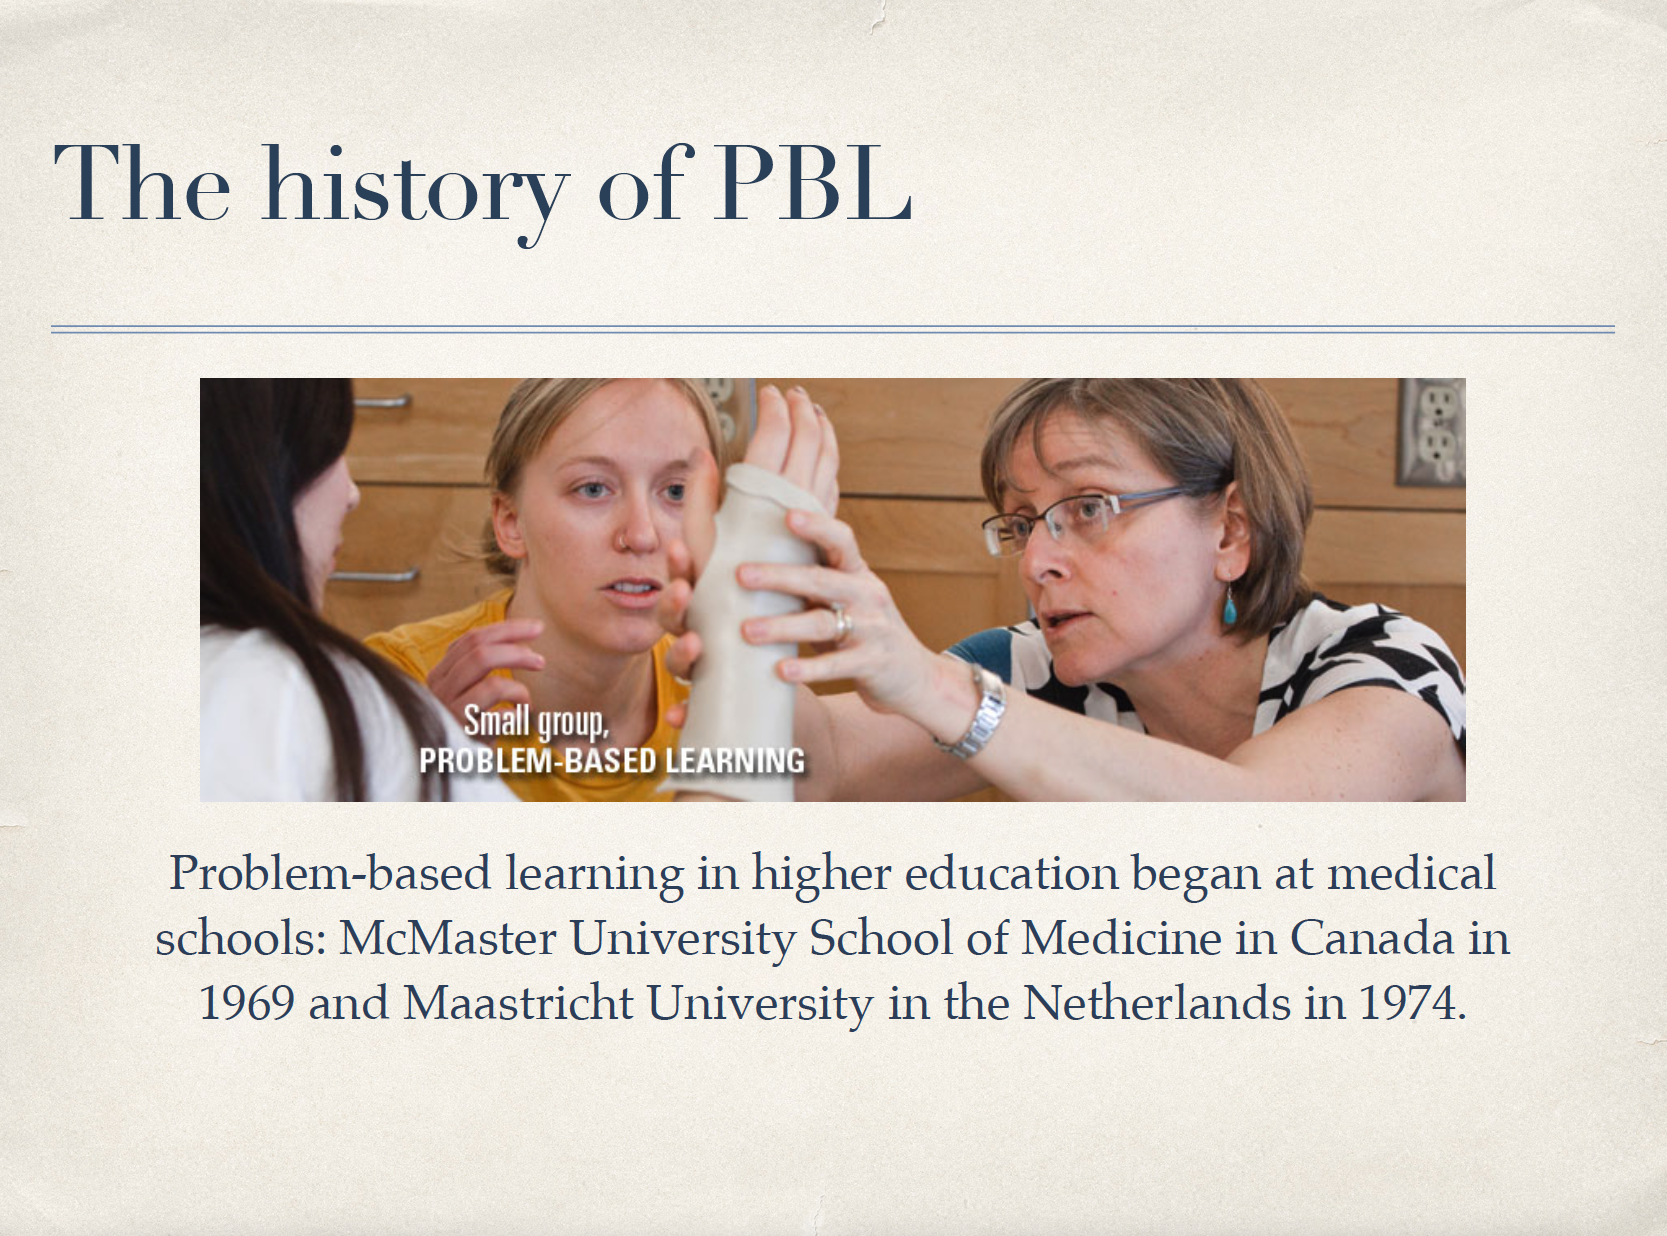 The history of PBL
Small group,
PROBLEM-BASED LEARNING
Problem-based learning in higher education began at medical
schools: McMaster University School of Medicine in Canada in
1969 and Maastricht University in the Netherlands in 1974.